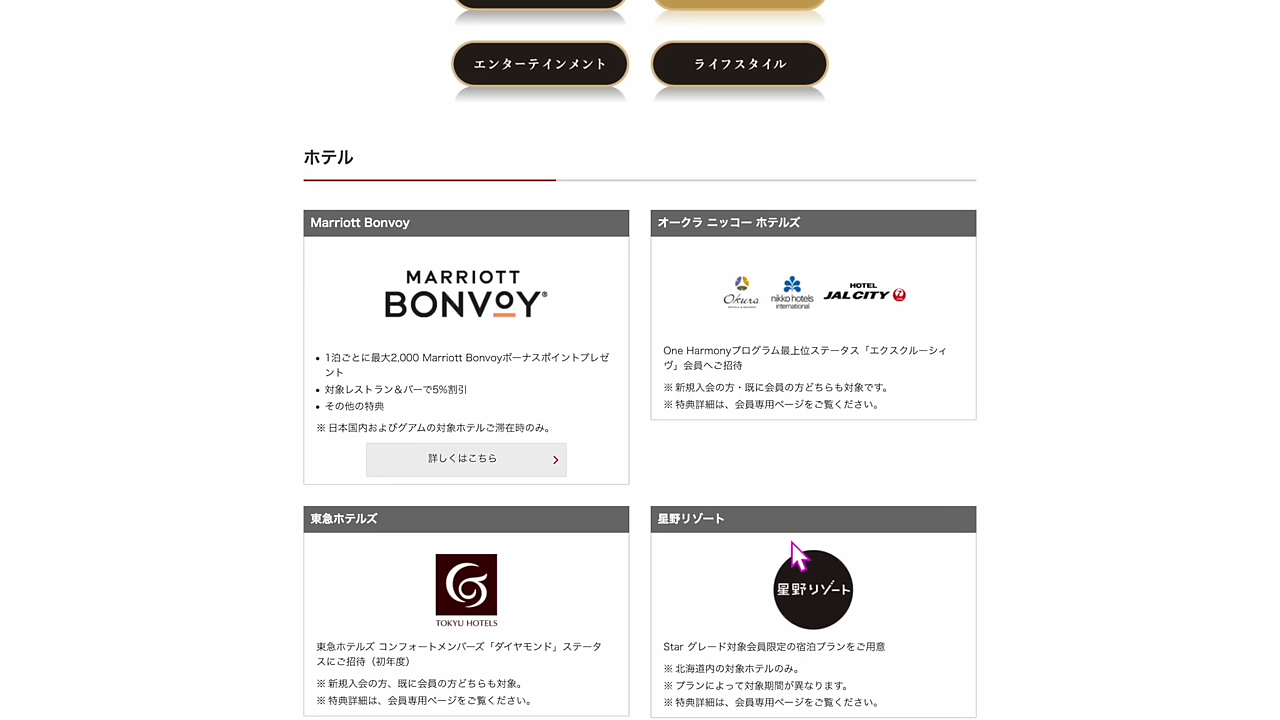 エンターテインメント
ライフスタイル
ホテル
Marriott Bonvoy
MARRIOTT
BONVOY®
• 1泊ごとに最大2,000 Marriott Bonvoyボーナスポイントプレゼ
ント
• 対象レストラン＆バーで5%割引
• その他の特典
※ 日本国内およびグアムの対象ホテルご滞在時のみ。
詳しくはこちら
オークラ ニッコー ホテルズ
Okura
nikko hotels
international
HOTEL
JAL CITY
One Harmonyプログラム最上位ステータス「エクスクルーシィ
ヴ」会員へご招待
※ 新規入会の方・既に会員の方どちらも対象です。
※ 特典詳細は、会員専用ページをご覧ください。
東急ホテルズ
TOKYU HOTELS
東急ホテルズ コンフォートメンバーズ「ダイヤモンド」ステータ
スにご招待（初年度）
※ 新規入会の方、既に会員の方どちらも対象。
※ 特典詳細は、会員専用ページをご覧ください。
星野リゾート
星野リゾート
Star グレード対象会員限定の宿泊プランをご用意
※ 北海道内の対象ホテルのみ。
※ プランによって対象期間が異なります。
※ 特典詳細は、会員専用ページをご覧ください。